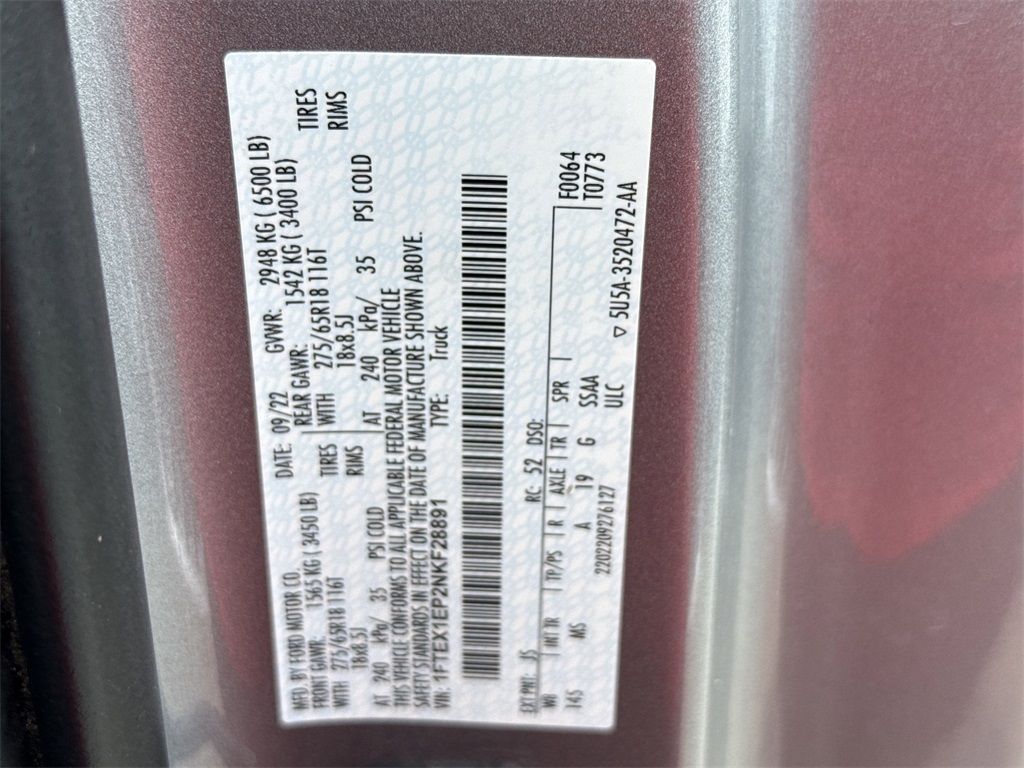 MFD. BY FORD MOTOR CO.
DATE: 09/22 GVWR: 2948 KG ( 6500 LB)
FRONT GAWR: 1565 KG ( 3450 LB)
REAR GAWR: 1542 KG ( 3400 LB)
WITH 275/65R18 116T TIRES
WITH 275/65R18 116T TIRES
18x8.5J RIMS
18x8.5J RIMS
AT 240 kPa/ 35 PSI COLD
AT 240 kPa/ 35 PSI COLD
THIS VEHICLE CONFORMS TO ALL APPLICABLE FEDERAL MOTOR VEHICLE
SAFETY STANDARDS IN EFFECT ON THE DATE OF MANUFACTURE SHOWN ABOVE.
VIN: 1FTEX1EP2NKF28891 TYPE: Truck
EXT PNT: JS RC: 52 DSO:
F0064
WB INT TR TP/PS R AXLE TR SPR T0773
145 MS A 19 G SSAA
2202209276127 ULC
▽ 5U5A-3520472-AA